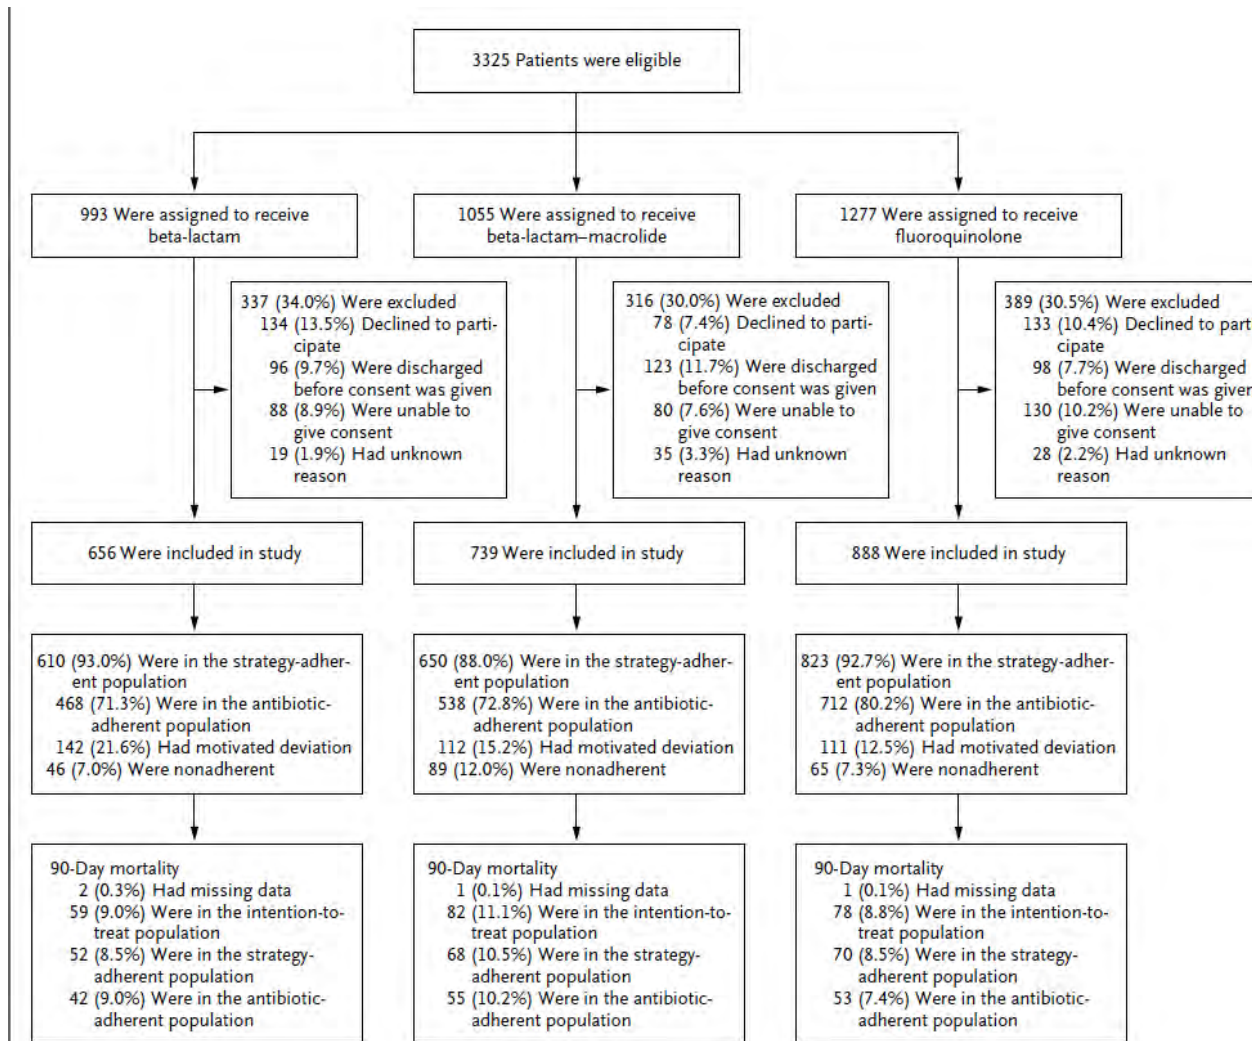 3325 Patients were eligible
993 Were assigned to receive
beta-lactam
1055 Were assigned to receive
beta-lactam–macrolide
1277 Were assigned to receive
fluoroquinolone
337 (34.0%) Were excluded
134 (13.5%) Declined to parti-
cipate
96 (9.7%) Were discharged
before consent was given
88 (8.9%) Were unable to
give consent
19 (1.9%) Had unknown
reason
316 (30.0%) Were excluded
78 (7.4%) Declined to parti-
cipate
123 (11.7%) Were discharged
before consent was given
80 (7.6%) Were unable to
give consent
35 (3.3%) Had unknown
reason
389 (30.5%) Were excluded
133 (10.4%) Declined to parti
cipate
98 (7.7%) Were discharged
before consent was given
130 (10.2%) Were unable to
give consent
28 (2.2%) Had unknown
reason
656 Were included in study
739 Were included in study
888 Were included in study
610 (93.0%) Were in the strategy-adher-
ent population
468 (71.3%) Were in the antibiotic-
adherent population
142 (21.6%) Had motivated deviation
46 (7.0%) Were nonadherent
650 (88.0%) Were in the strategy-adher-
ent population
538 (72.8%) Were in the antibiotic-
adherent population
112 (15.2%) Had motivated deviation
89 (12.0%) Were nonadherent
823 (92.7%) Were in the strategy-adher-
ent population
712 (80.2%) Were in the antibiotic-
adherent population
111 (12.5%) Had motivated deviation
65 (7.3%) Were nonadherent
90-Day mortality
2 (0.3%) Had missing data
59 (9.0%) Were in the intention-to-
treat population
52 (8.5%) Were in the strategy-
adherent population
42 (9.0%) Were in the antibiotic-
adherent population
90-Day mortality
1 (0.1%) Had missing data
82 (11.1%) Were in the intention-to-
treat population
68 (10.5%) Were in the strategy-
adherent population
55 (10.2%) Were in the antibiotic-
adherent population
90-Day mortality
1 (0.1%) Had missing data
78 (8.8%) Were in the intention-to-
treat population
70 (8.5%) Were in the strategy-
adherent population
53 (7.4%) Were in the antibiotic-
adherent population